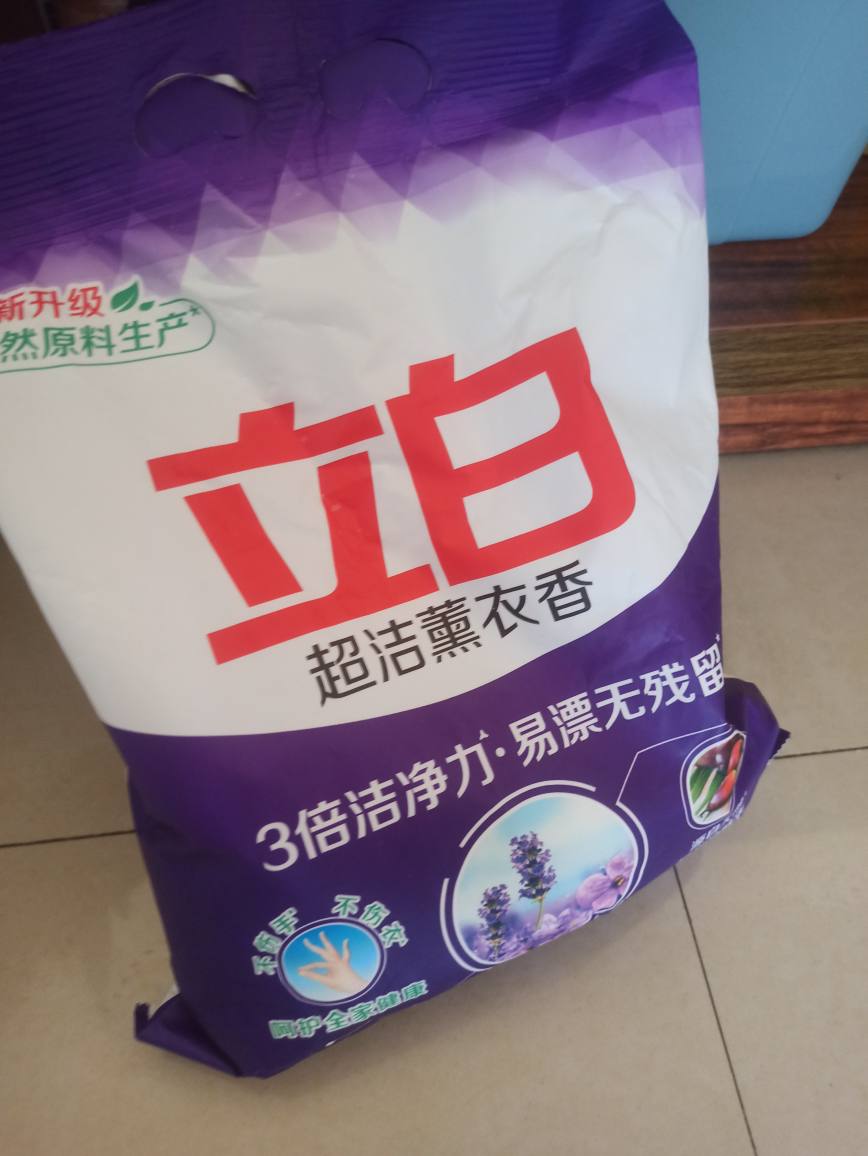 新升级
然原料生产*
立白
超洁薰衣香
3倍洁净力·易漂无残留
不伤手 不伤衣
呵护全家健康